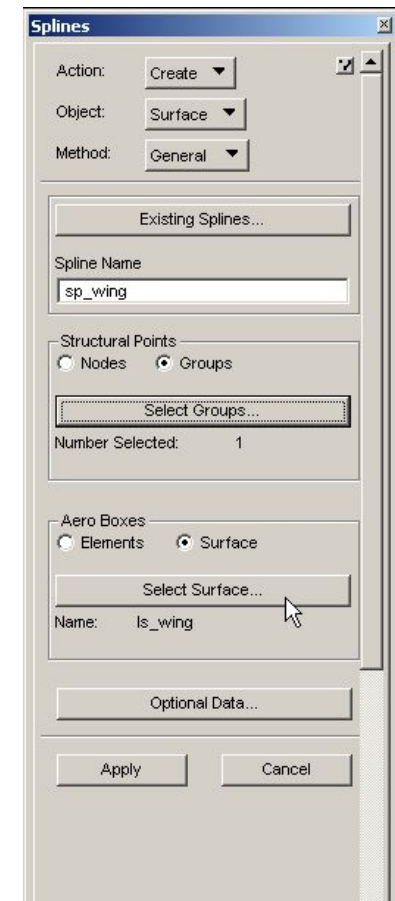 Splines
Action: Create
Object: Surface
Method: General
Existing Splines...
Spline Name
sp_wing
Structural Points
Nodes Groups
Select Groups...
Number Selected: 1
Aero Boxes
Elements Surface
Select Surface...
Name: ls_wing
Optional Data...
Apply Cancel